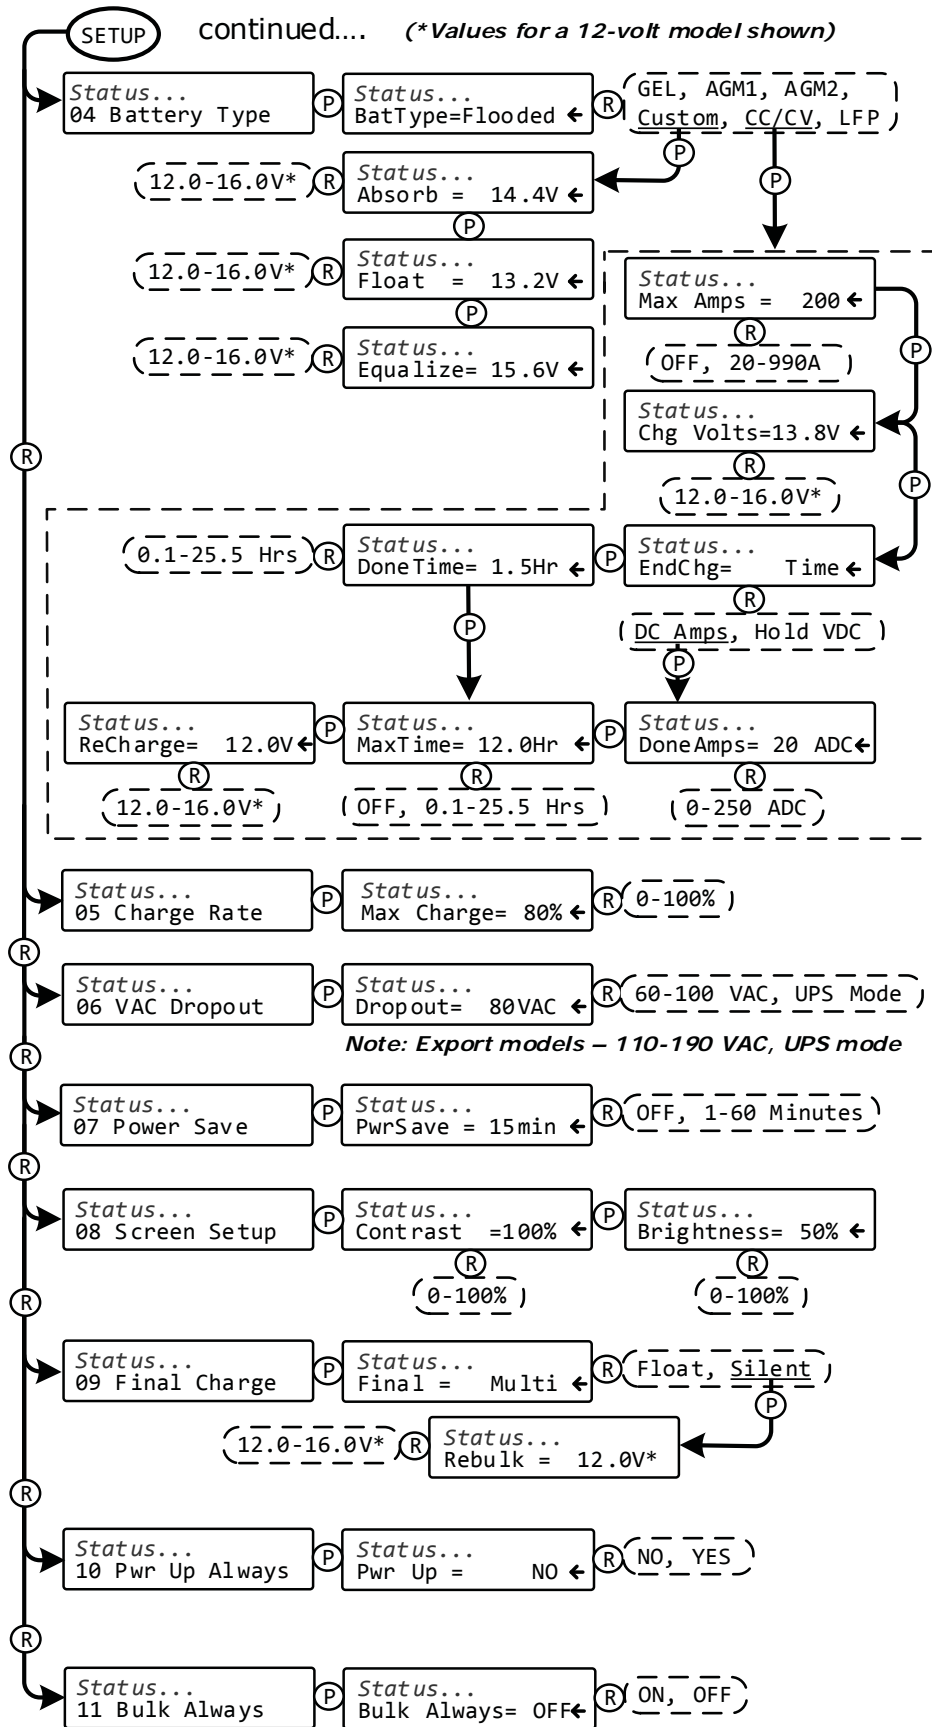 SETUP continued.... (*Values for a 12-volt model shown)
Status... P Status... R GEL, AGM1, AGM2,
04 Battery Type BatType=Flooded ← Custom, CC/CV, LFP
P P
12.0-16.0V* R Status...
Absorb = 14.4V ←
P
12.0-16.0V* R Status...
Float = 13.2V ←
P
12.0-16.0V* R Status...
Equalize= 15.6V ←
Status...
Max Amps = 200 ←
R P
OFF, 20-990A
Status...
Chg Volts=13.8V ←
R P
12.0-16.0V*
R
0.1-25.5 Hrs R Status... P Status...
DoneTime= 1.5Hr ← EndChg= Time ←
P R
DC Amps, Hold VDC
P
Status... P Status... P Status...
ReCharge= 12.0V ← MaxTime= 12.0Hr ← DoneAmps= 20 ADC ←
R R R
12.0-16.0V* OFF, 0.1-25.5 Hrs 0-250 ADC
Status... P Status... R 0-100%
05 Charge Rate Max Charge= 80% ←
R
Status... P Status... R 60-100 VAC, UPS Mode
06 VAC Dropout Dropout= 80VAC ←
Note: Export models – 110-190 VAC, UPS mode
R
Status... P Status... R OFF, 1-60 Minutes
07 Power Save PwrSave = 15min ←
R
Status... P Status... P Status...
08 Screen Setup Contrast =100% ← Brightness= 50% ←
R R
0-100% 0-100%
R
Status... P Status... R Float, Silent
09 Final Charge Final = Multi ←
P
12.0-16.0V* R Status...
Rebulk = 12.0V*
R
Status... P Status... R NO, YES
10 Pwr Up Always Pwr Up = NO ←
R
Status... P Status... R ON, OFF
11 Bulk Always Bulk Always= OFF ←